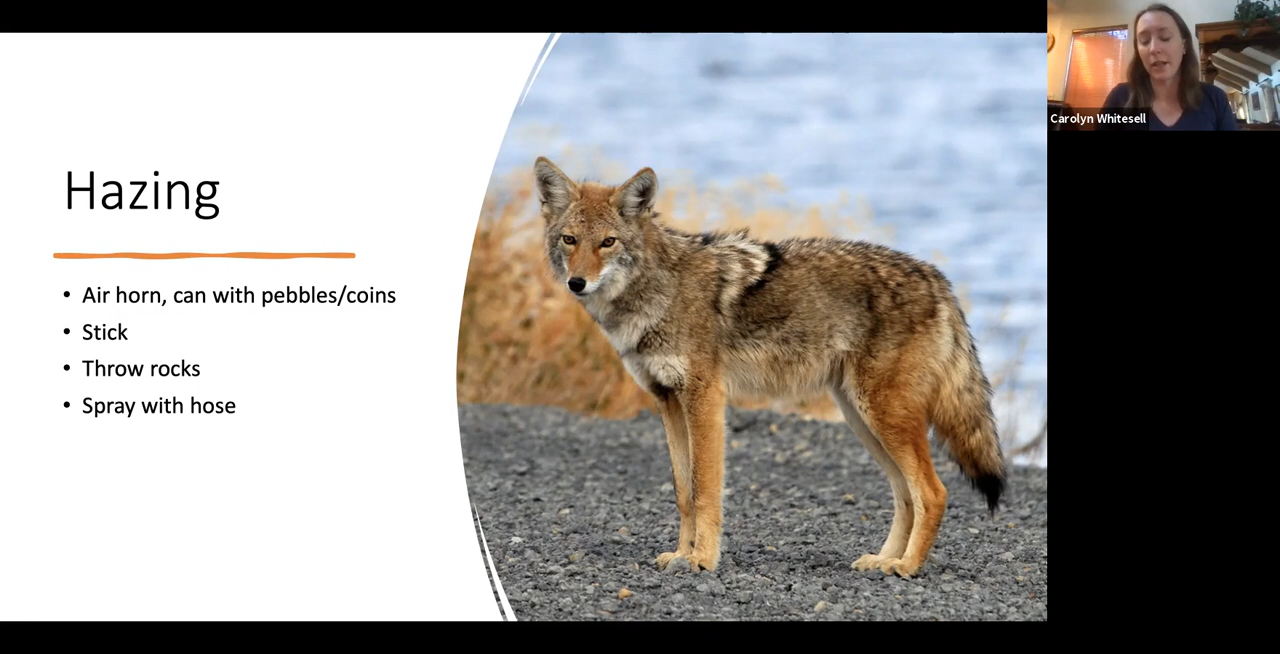 Hazing
• Air horn, can with pebbles/coins
• Stick
• Throw rocks
• Spray with hose
Carolyn Whitesell